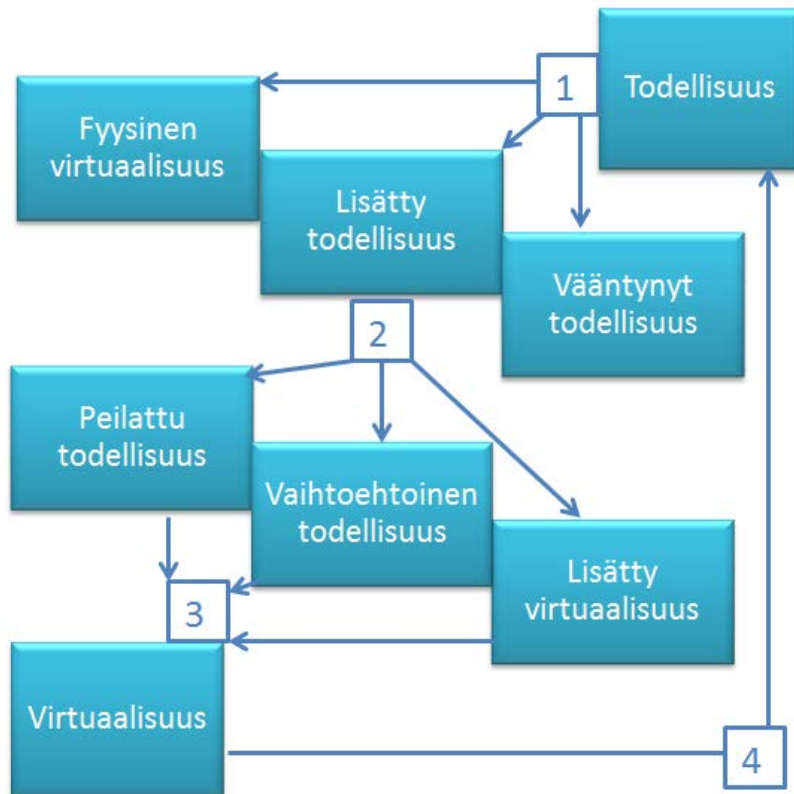 1
Todellisuus
Fyysinen
virtuaalisuus
Lisätty
todellisuus
Vääntynyt
todellisuus
2
Peilattu
todellisuus
Vaihtoehtoinen
todellisuus
Lisätty
virtuaalisuus
3
Virtuaalisuus
4